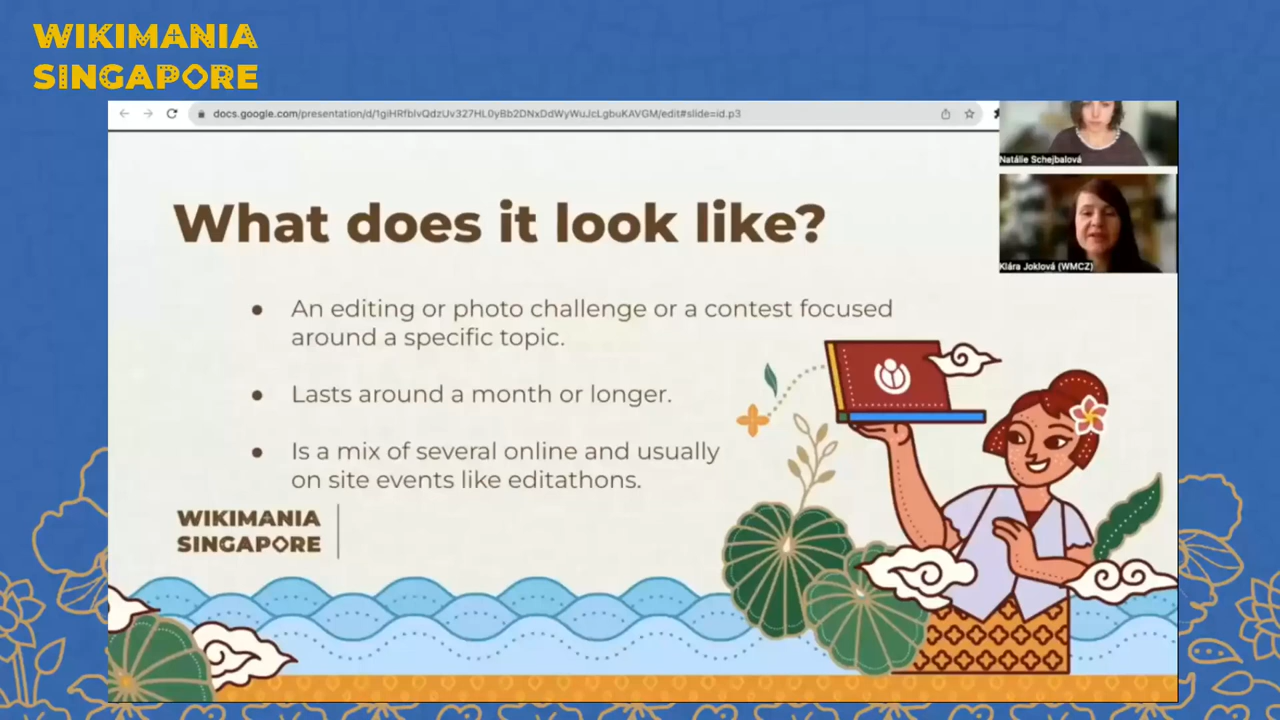 WIKIMANIA
SINGAPORE
docs.google.com/presentation/d/1giHRfblvQdzUv327HL0yBb2DNxDdWyWuJcLgbuKAVGM/edit#slide=id.p3
Natálie Schejbalová
Klára Joklová (WMCZ)
What does it look like?
● An editing or photo challenge or a contest focused
around a specific topic.
● Lasts around a month or longer.
● Is a mix of several online and usually
on site events like editathons.
WIKIMANIA
SINGAPORE